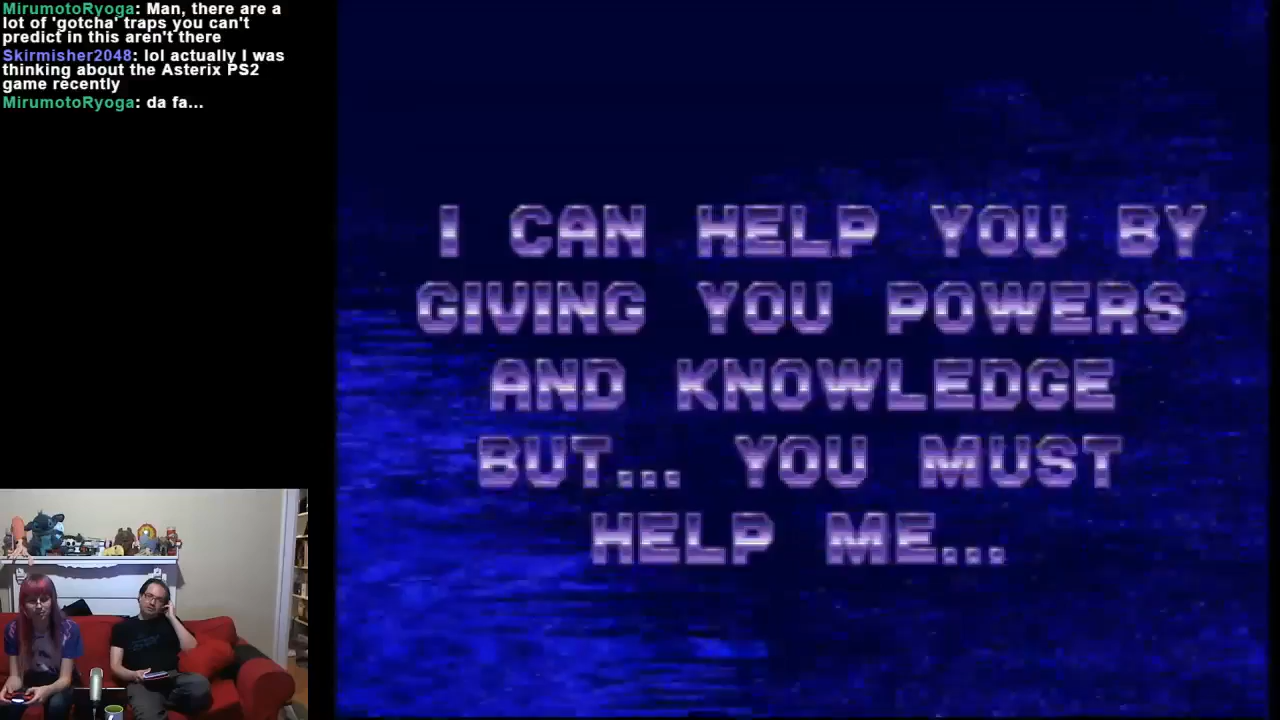 MirumotoRyoga: Man, there are a
lot of 'gotcha' traps you can't
predict in this aren't there
Skirmisher2048: lol actually I was
thinking about the Asterix PS2
game recently
MirumotoRyoga: da fa...
I CAN HELP YOU BY
GIVING YOU POWERS
AND KNOWLEDGE
BUT... YOU MUST
HELP ME...